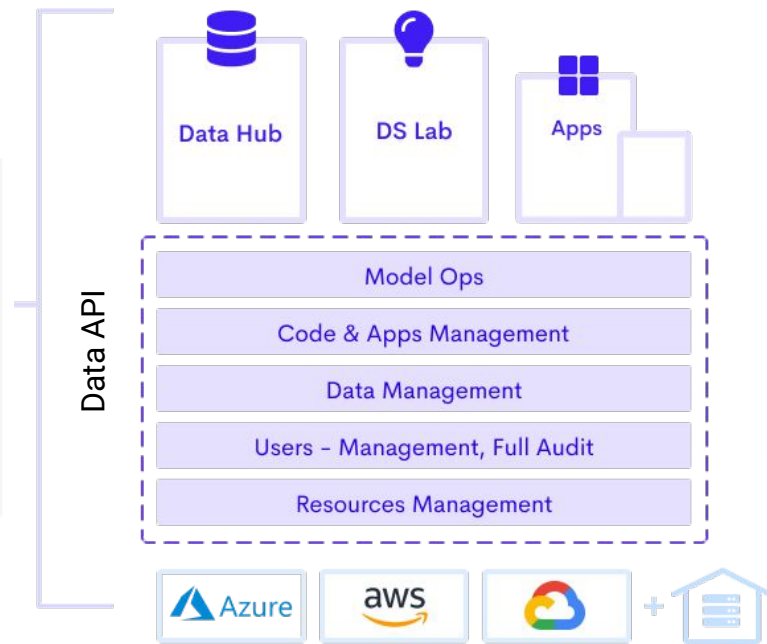 Data Hub
DS Lab
Apps
Data API
Model Ops
Code & Apps Management
Data Management
Users - Management, Full Audit
Resources Management
Azure
aws
+